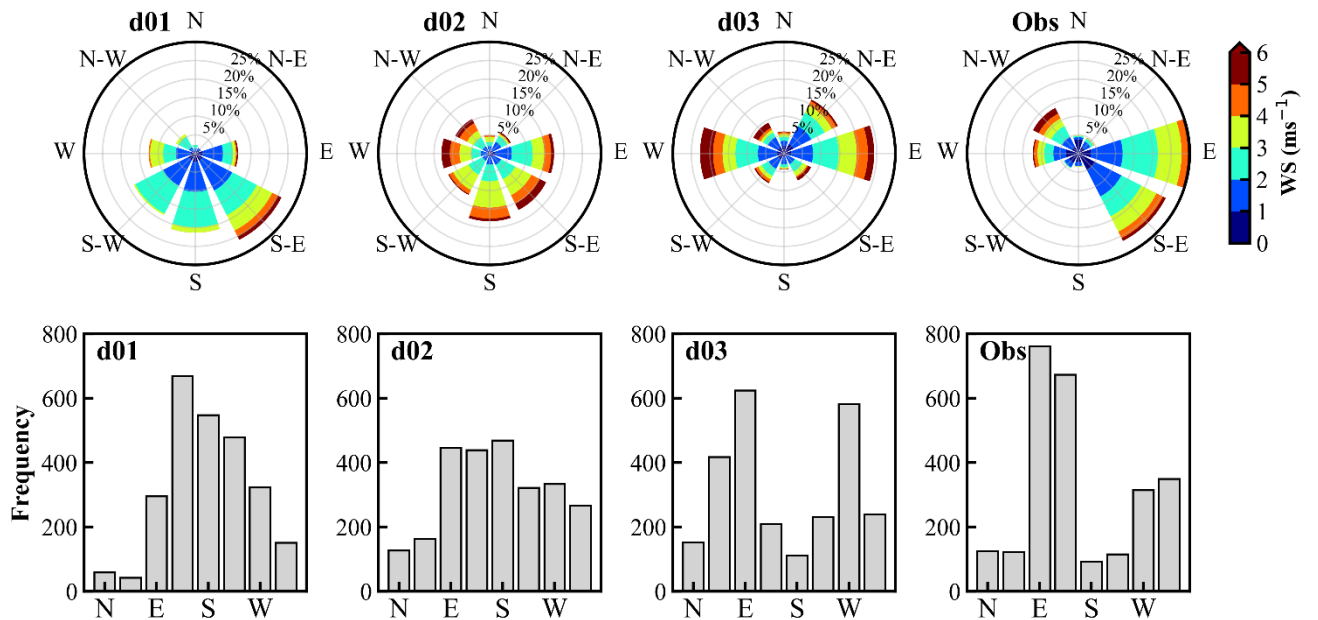 d01
N
N-W
N-E
25%
20%
15%
10%
5%
W
E
S-W
S-E
S
d02
N
N-W
N-E
25%
20%
15%
10%
5%
W
E
S-W
S-E
S
d03
N
N-W
N-E
25%
20%
15%
10%
5%
W
E
S-W
S-E
S
Obs
N
N-W
N-E
25%
20%
15%
10%
5%
W
E
S-W
S-E
S
6
5
4
3
2
1
0
WS (ms⁻¹)
Frequency
800
600
400
200
0
d01
N E S W
800
600
400
200
0
d02
N E S W
800
600
400
200
0
d03
N E S W
800
600
400
200
0
Obs
N E S W